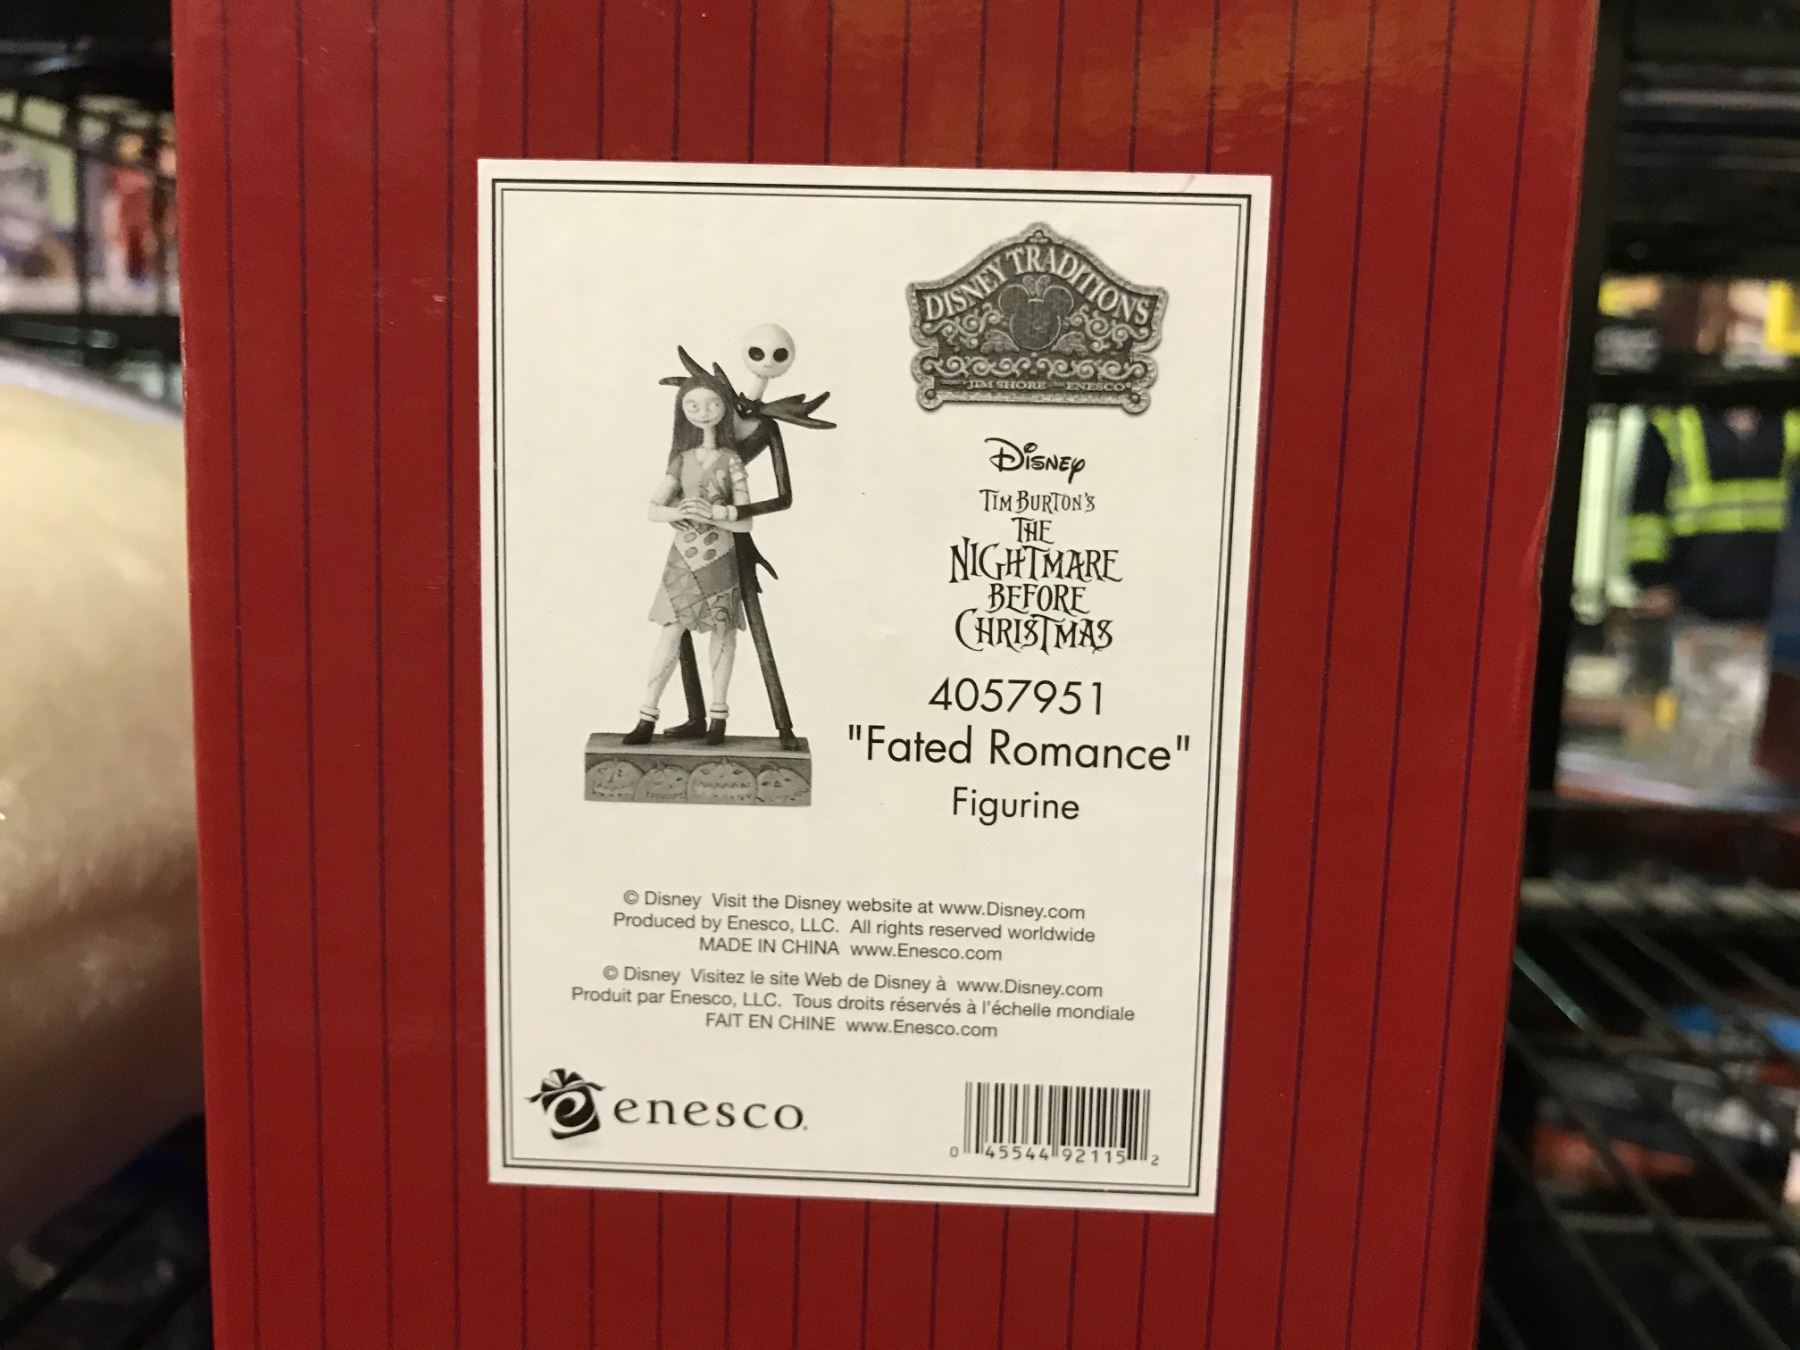 DISNEY TRADITIONS
JIM SHORE ENESCO
Disney
TIM BURTON'S
THE
NIGHTMARE
BEFORE
CHRISTMAS
4057951
"Fated Romance"
Figurine
© Disney Visit the Disney website at www.Disney.com
Produced by Enesco, LLC. All rights reserved worldwide
MADE IN CHINA www.Enesco.com
© Disney Visitez le site Web de Disney à www.Disney.com
Produit par Enesco, LLC. Tous droits réservés à l'échelle mondiale
FAIT EN CHINE www.Enesco.com
enesco.
0 45544 92115 2